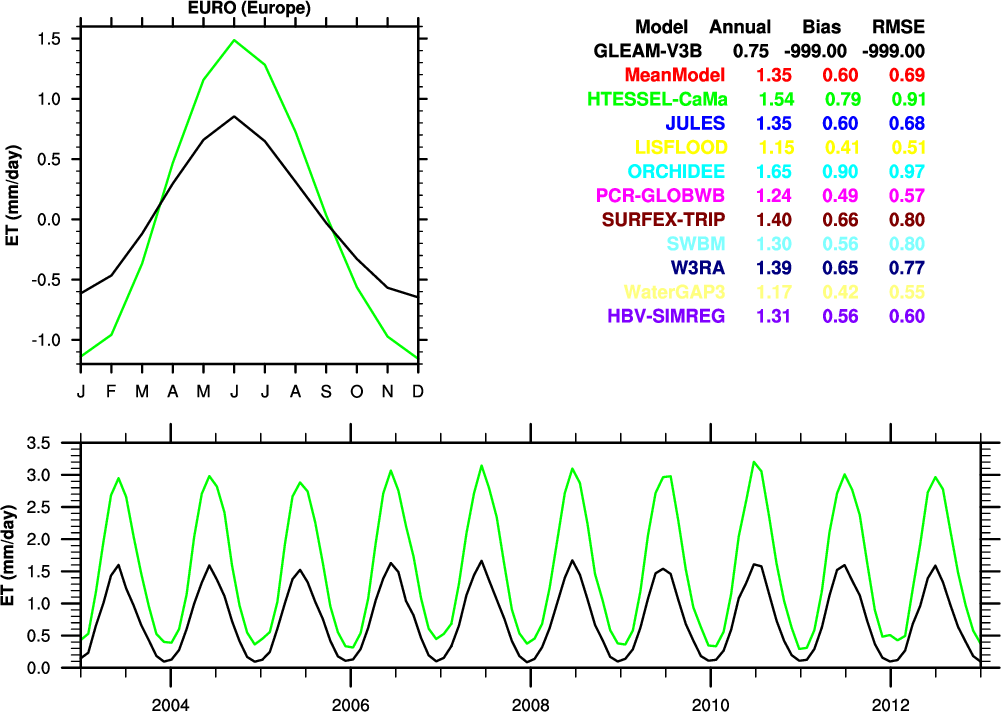 EURO (Europe)
ET (mm/day)
1.5
1.0
0.5
0.0
-0.5
-1.0
J F M A M J J A S O N D
Model Annual Bias RMSE
GLEAM-V3B 0.75 -999.00 -999.00
MeanModel 1.35 0.60 0.69
HTESSEL-CaMa 1.54 0.79 0.91
JULES 1.35 0.60 0.68
LISFLOOD 1.15 0.41 0.51
ORCHIDEE 1.65 0.90 0.97
PCR-GLOBWB 1.24 0.49 0.57
SURFEX-TRIP 1.40 0.66 0.80
SWBM 1.30 0.56 0.80
W3RA 1.39 0.65 0.77
WaterGAP3 1.17 0.42 0.55
HBV-SIMREG 1.31 0.56 0.60
ET (mm/day)
3.5
3.0
2.5
2.0
1.5
1.0
0.5
0.0
2004 2006 2008 2010 2012